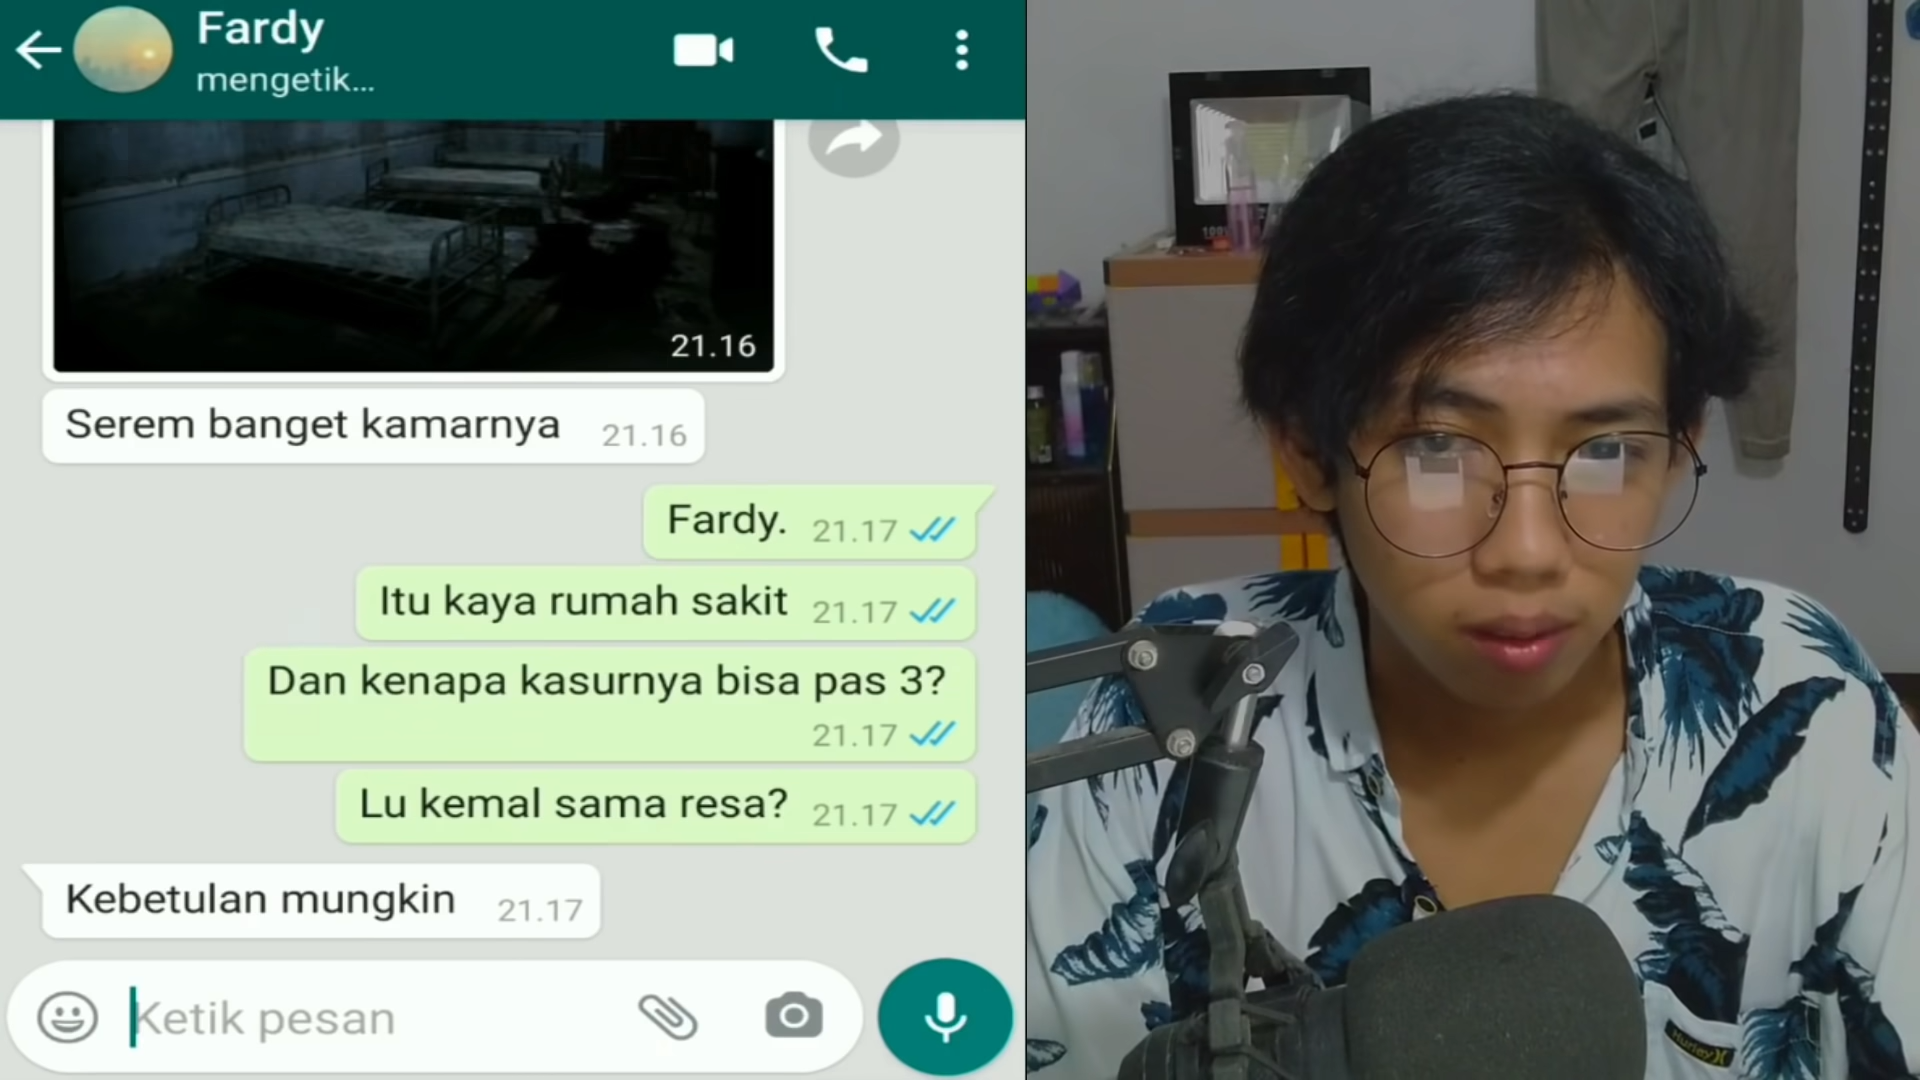 Fardy
mengetik...
21.16
Serem banget kamarnya 21.16
Fardy. 21.17
Itu kaya rumah sakit 21.17
Dan kenapa kasurnya bisa pas 3?
21.17
Lu kemal sama resa? 21.17
Kebetulan mungkin 21.17
Ketik pesan
100
Hurley